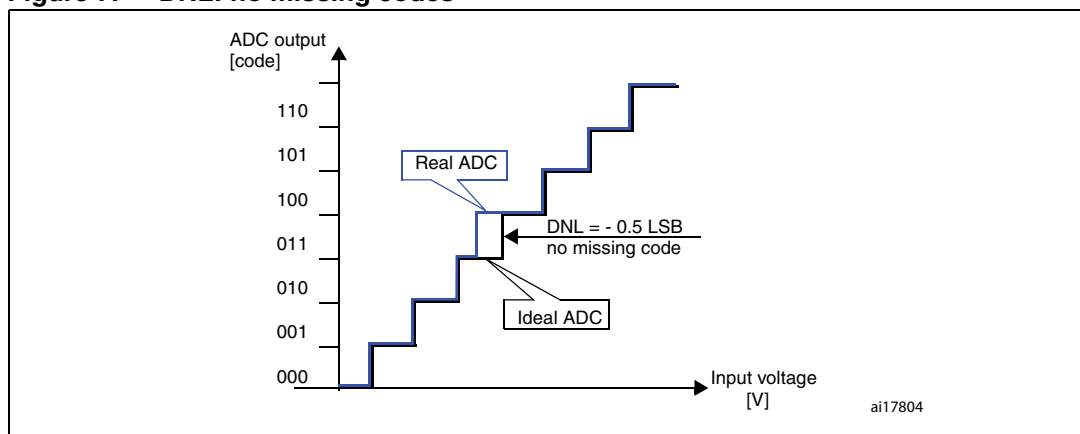 Figure DNL: no missing codes
ADC output
[code]
110
101
Real ADC
100
DNL = - 0.5 LSB
no missing code
011
010
Ideal ADC
001
000
Input voltage
[V]
ai17804